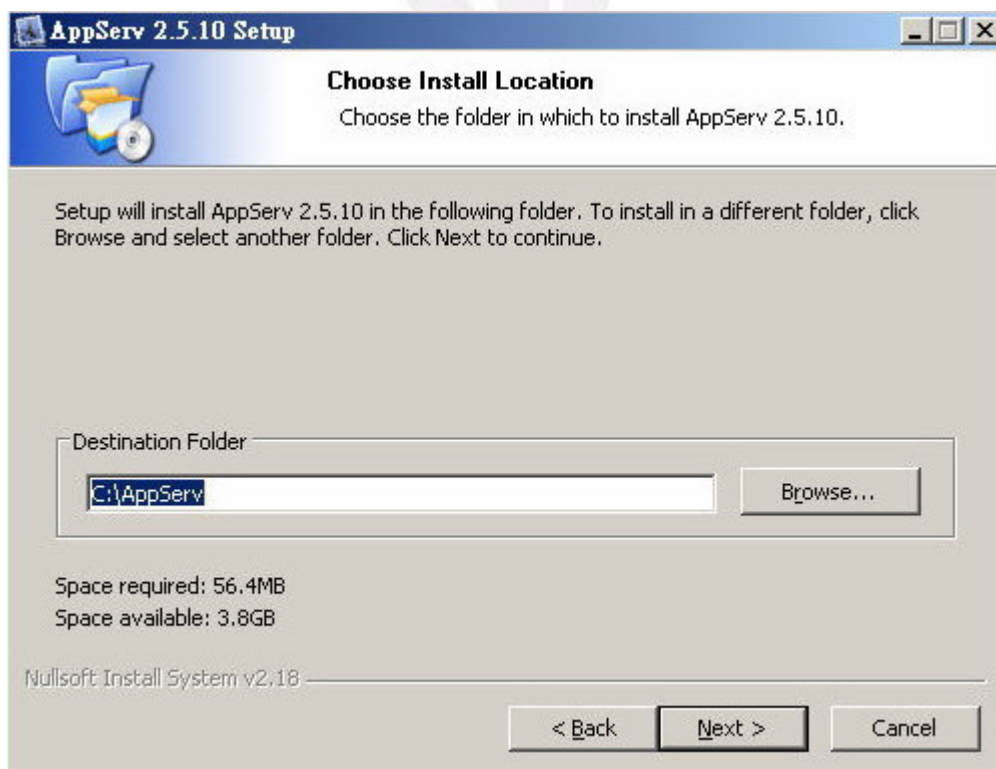 AppServ 2.5.10 Setup
Choose Install Location
Choose the folder in which to install AppServ 2.5.10.
Setup will install AppServ 2.5.10 in the following folder. To install in a different folder, click
Browse and select another folder. Click Next to continue.
Destination Folder
C:\AppServ
Browse...
Space required: 56.4MB
Space available: 3.8GB
Nullsoft Install System v2.18
< Back
Next >
Cancel